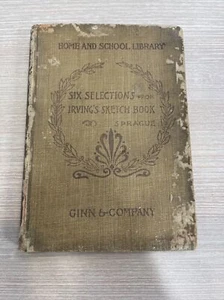 HOME AND SCHOOL LIBRARY
SIX SELECTIONS FROM
IRVING'S SKETCH BOOK
SPRAGUE
GINN & COMPANY